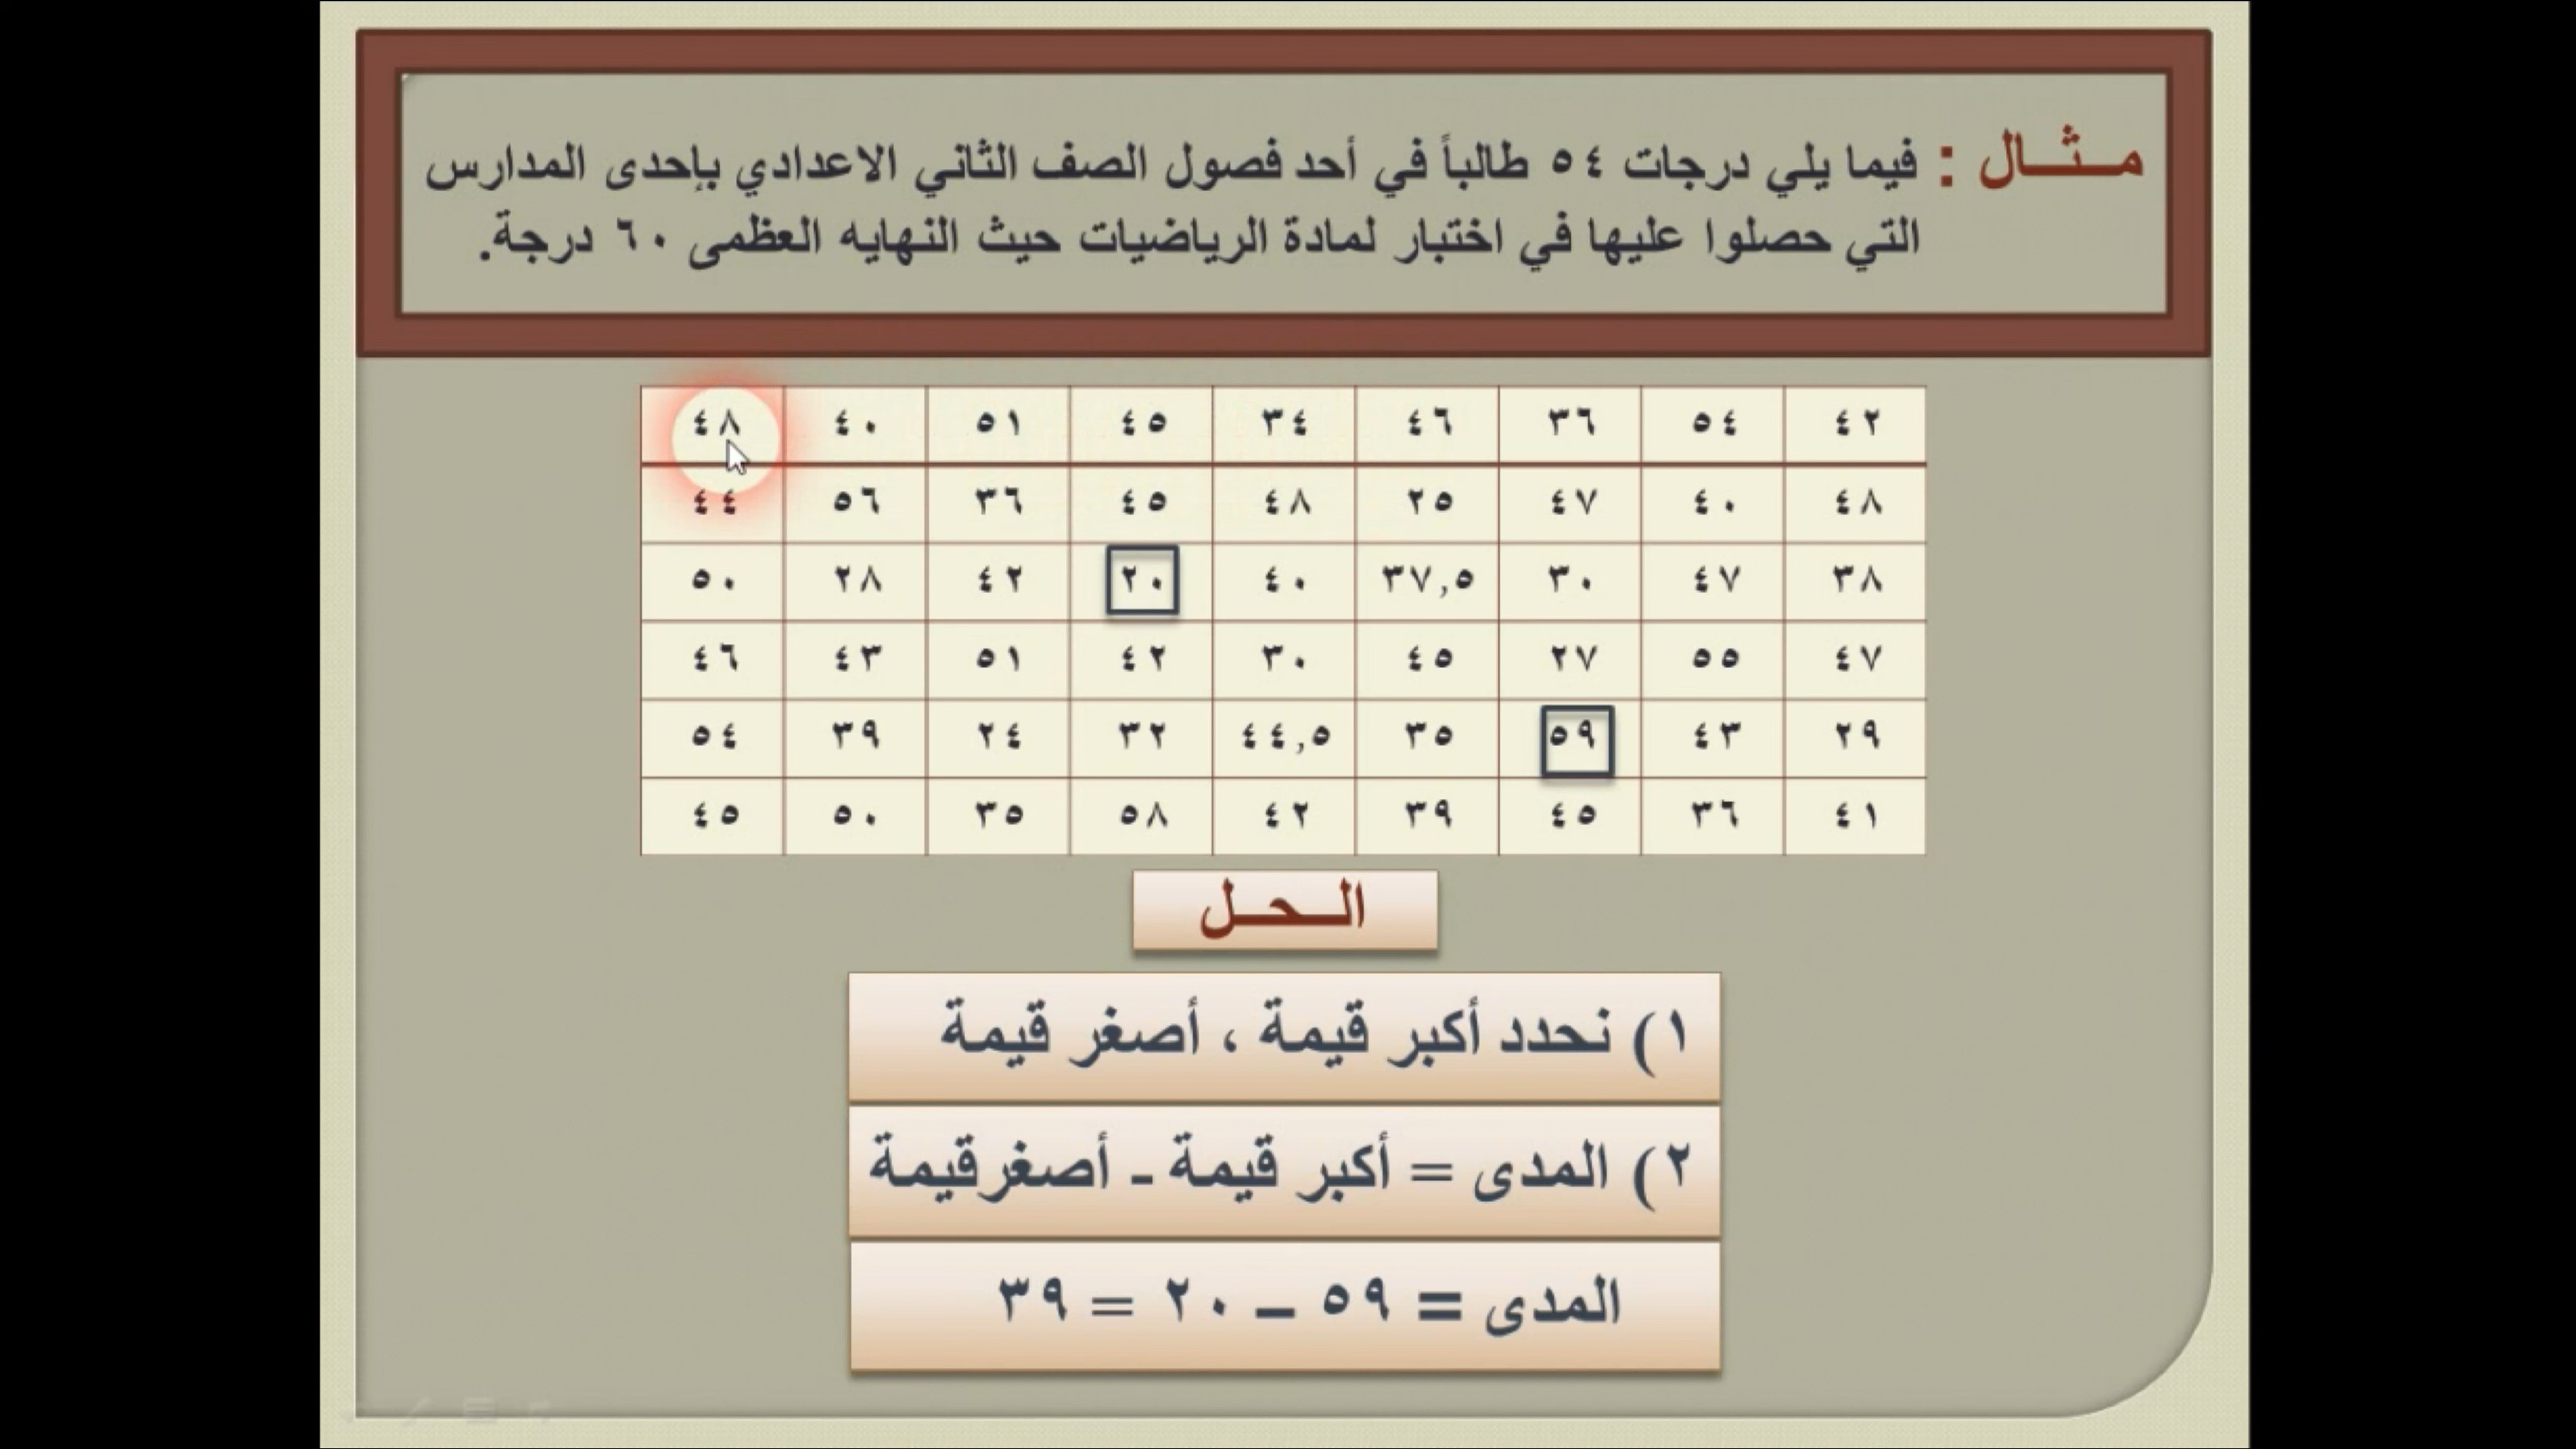 مـثـال : فيما يلي درجات ٥٤ طالباً في أحد فصول الصف الثاني الاعدادي بإحدى المدارس
التي حصلوا عليها في اختبار لمادة الرياضيات حيث النهايه العظمى ٦٠ درجة.
٤٢ ٥٤ ٣٦ ٤٦ ٣٤ ٤٥ ٥١ ٤٠ ٤٨
٤٨ ٤٠ ٤٧ ٢٥ ٤٨ ٤٥ ٣٦ ٥٦ ٤٤
٣٨ ٤٧ ٣٠ ٣٧,٥ ٤٠ ٢٠ ٤٢ ٢٨ ٥٠
٤٧ ٥٥ ٢٧ ٤٥ ٣٠ ٤٢ ٥١ ٤٣ ٤٦
٢٩ ٤٣ ٥٩ ٣٥ ٤٤,٥ ٣٢ ٢٤ ٣٩ ٥٤
٤١ ٣٦ ٤٥ ٣٩ ٤٢ ٥٨ ٣٥ ٥٠ ٤٥
الـحـل
١) نحدد أكبر قيمة ، أصغر قيمة
٢) المدى = أكبر قيمة - أصغرقيمة
المدى = ٥٩ – ٢٠ = ٣٩